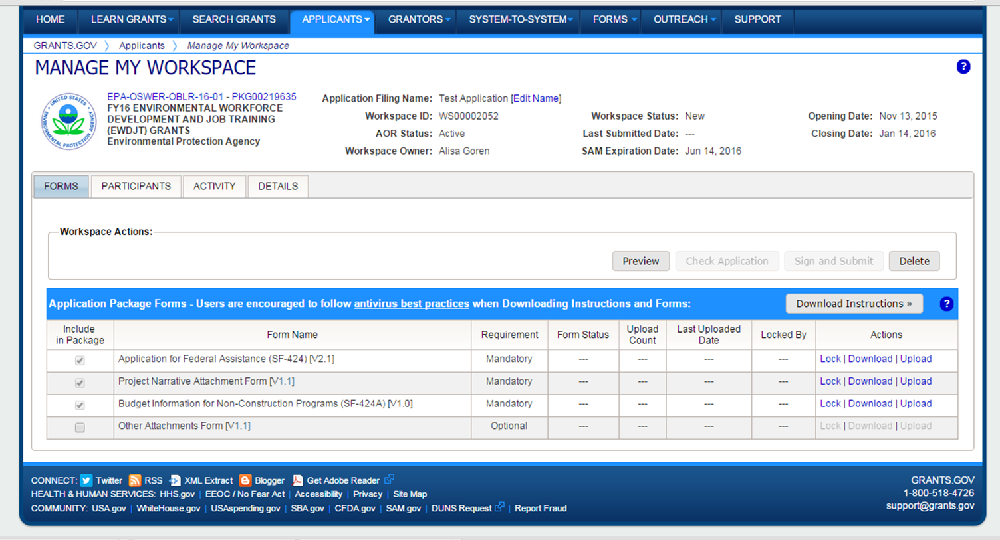 HOME LEARN GRANTS SEARCH GRANTS APPLICANTS GRANTORS SYSTEM-TO-SYSTEM FORMS OUTREACH SUPPORT
GRANTS.GOV Applicants Manage My Workspace
MANAGE MY WORKSPACE ?
UNITED STATES ENVIRONMENTAL PROTECTION AGENCY
EPA-OSWER-OBLR-16-01 - PKG00219635
FY16 ENVIRONMENTAL WORKFORCE
DEVELOPMENT AND JOB TRAINING
(EWDJT) GRANTS
Environmental Protection Agency
Application Filing Name: Test Application [Edit Name]
Workspace ID: WS00002052 Workspace Status: New Opening Date: Nov 13, 2015
AOR Status: Active Last Submitted Date: --- Closing Date: Jan 14, 2016
Workspace Owner: Alisa Goren SAM Expiration Date: Jun 14, 2016
FORMS PARTICIPANTS ACTIVITY DETAILS
Workspace Actions:
Preview Check Application Sign and Submit Delete
Application Package Forms - Users are encouraged to follow antivirus best practices when Downloading Instructions and Forms: Download Instructions » ?
Include in Package Form Name Requirement Form Status Upload Count Last Uploaded Date Locked By Actions
Application for Federal Assistance (SF-424) [V2.1] Mandatory --- --- --- --- Lock | Download | Upload
Project Narrative Attachment Form [V1.1] Mandatory --- --- --- --- Lock | Download | Upload
Budget Information for Non-Construction Programs (SF-424A) [V1.0] Mandatory --- --- --- --- Lock | Download | Upload
Other Attachments Form [V1.1] Optional --- --- --- --- Lock | Download | Upload
CONNECT: Twitter RSS XML Extract Blogger Get Adobe Reader
HEALTH & HUMAN SERVICES: HHS.gov | EEOC / No Fear Act | Accessibility | Privacy | Site Map
COMMUNITY: USA.gov | WhiteHouse.gov | USAspending.gov | SBA.gov | CFDA.gov | SAM.gov | DUNS Request | Report Fraud
GRANTS.GOV
1-800-518-4726
support@grants.gov